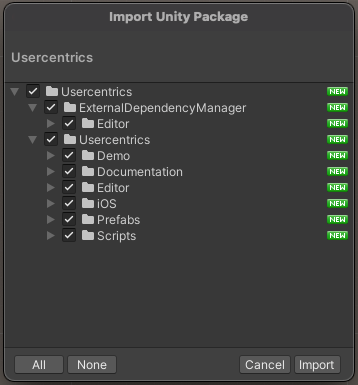 Import Unity Package
Usercentrics
Usercentrics NEW
ExternalDependencyManager NEW
Editor NEW
Usercentrics NEW
Demo NEW
Documentation NEW
Editor NEW
iOS NEW
Prefabs NEW
Scripts NEW
All None Cancel Import